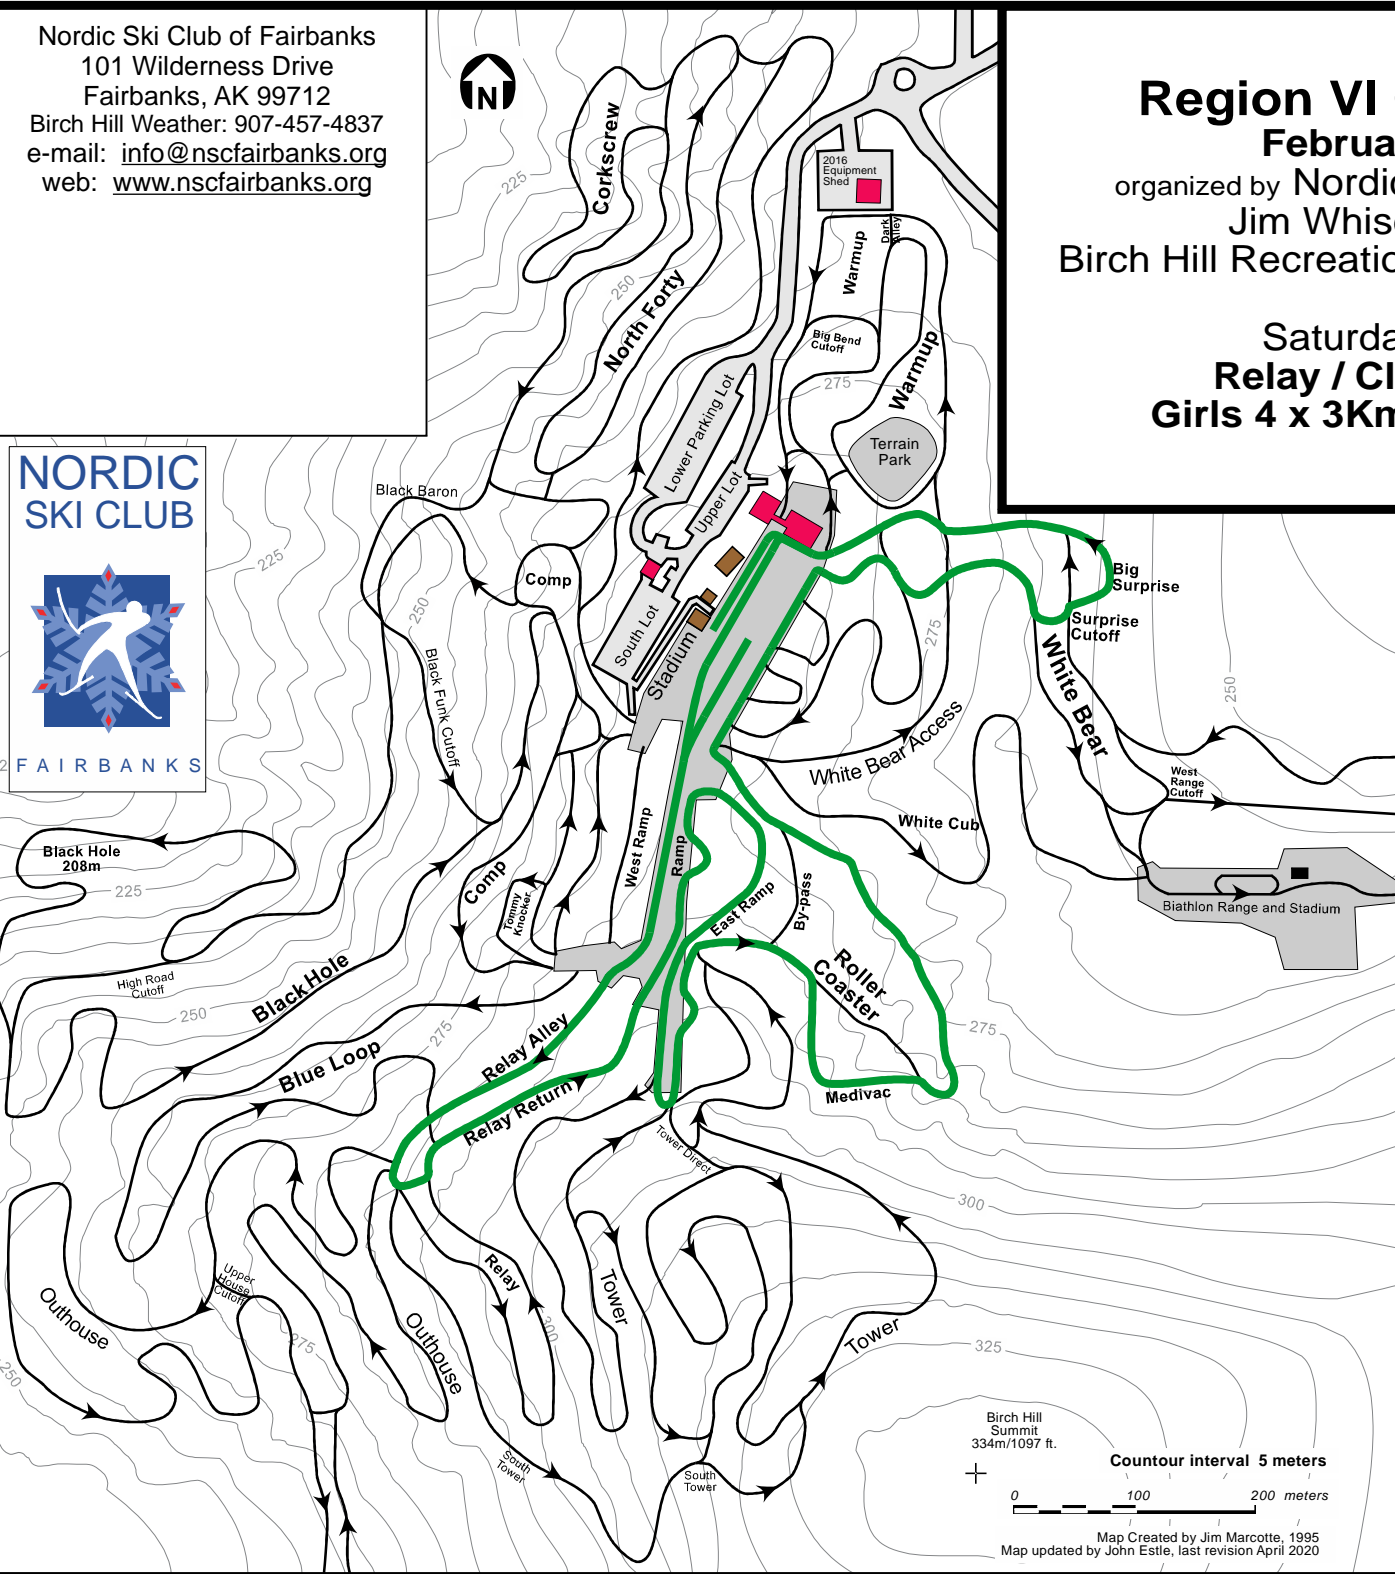 Nordic Ski Club of Fairbanks
101 Wilderness Drive
Fairbanks, AK 99712
Birch Hill Weather: 907-457-4837
e-mail: info@nscfairbanks.org
web: www.nscfairbanks.org
N
Region VI
Februa
organized by Nordi
Jim Whis
Birch Hill Recreatio
Saturda
Relay / Cl
Girls 4 x 3Km
NORDIC
SKI CLUB
FAIRBANKS
Corkscrew
225
2016
Equipment
Shed
Dark
Alley
Warmup
250
North Forty
Big Bend
Cutoff
275
Warmup
Lower Parking Lot
Terrain
Park
Upper Lot
Black Baron
225
Comp
250
Big
Surprise
Surprise
Cutoff
South Lot
Stadium
275
White Bear
Black Funk Cutoff
250
White Bear Access
West
Range
Cutoff
White Cub
Black Hole
208m
225
Comp
West Ramp
Ramp
Tommy
Knocker
East Ramp
By-pass
Biathlon Range and Stadium
High Road
Cutoff
Black Hole
250
275
Roller
Coaster
275
Relay Alley
Blue Loop
Relay Return
Medivac
Tower Direct
300
Upper
House
Cutoff
Relay
Tower
Outhouse
Outhouse
275
300
Tower
325
250
South
Tower
South
Tower
Birch Hill
Summit
334m/1097 ft.
Countour interval 5 meters
0 100 200 meters
Map Created by Jim Marcotte, 1995
Map updated by John Estle, last revision April 2020